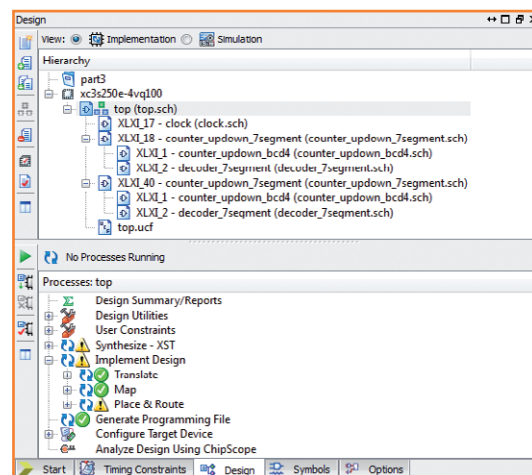 Design
View: Implementation Simulation
Hierarchy
part3
xc3s250e-4vq100
top (top.sch)
XLXI_17 - clock (clock.sch)
XLXI_18 - counter_updown_7segment (counter_updown_7segment.sch)
XLXI_1 - counter_updown_bcd4 (counter_updown_bcd4.sch)
XLXI_2 - decoder_7segment (decoder_7segment.sch)
XLXI_40 - counter_updown_7segment (counter_updown_7segment.sch)
XLXI_1 - counter_updown_bcd4 (counter_updown_bcd4.sch)
XLXI_2 - decoder_7segment (decoder_7segment.sch)
top.ucf
No Processes Running
Processes: top
Design Summary/Reports
Design Utilities
User Constraints
Synthesize - XST
Implement Design
Translate
Map
Place & Route
Generate Programming File
Configure Target Device
Analyze Design Using ChipScope
Start Timing Constraints Design Symbols Options